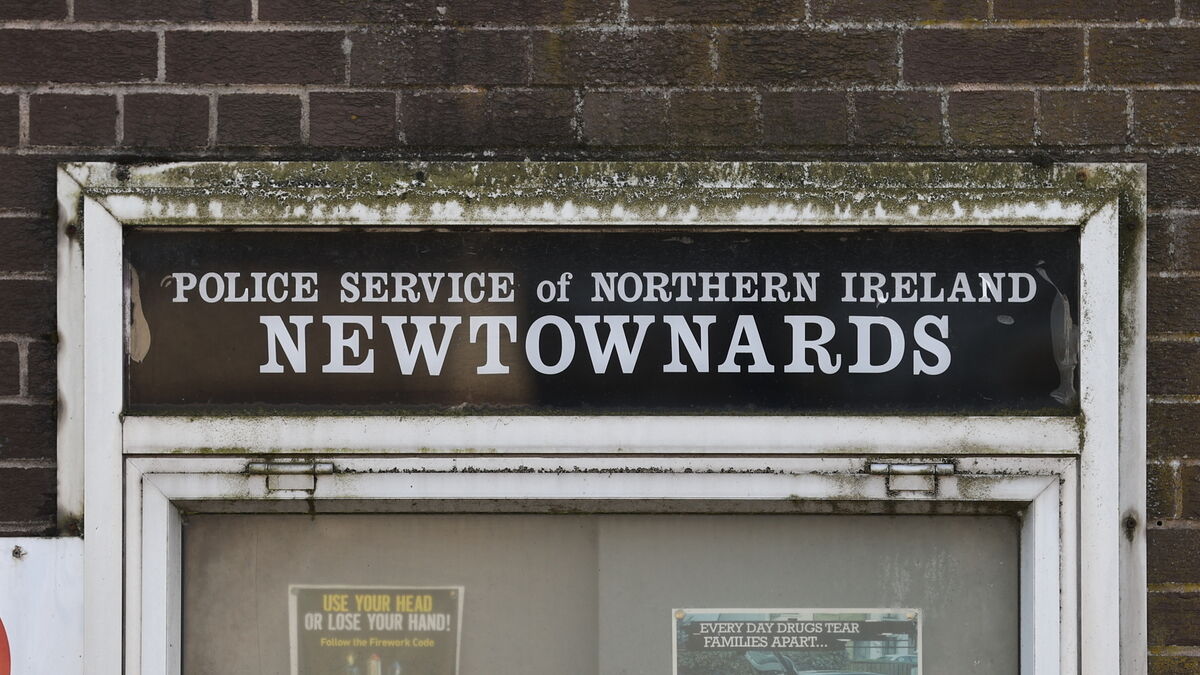 POLICE SERVICE of NORTHERN IRELAND
NEWTOWNARDS
USE YOUR HEAD
OR LOSE YOUR HAND!
Follow the Firework Code
EVERY DAY DRUGS TEAR
FAMILIES APART...